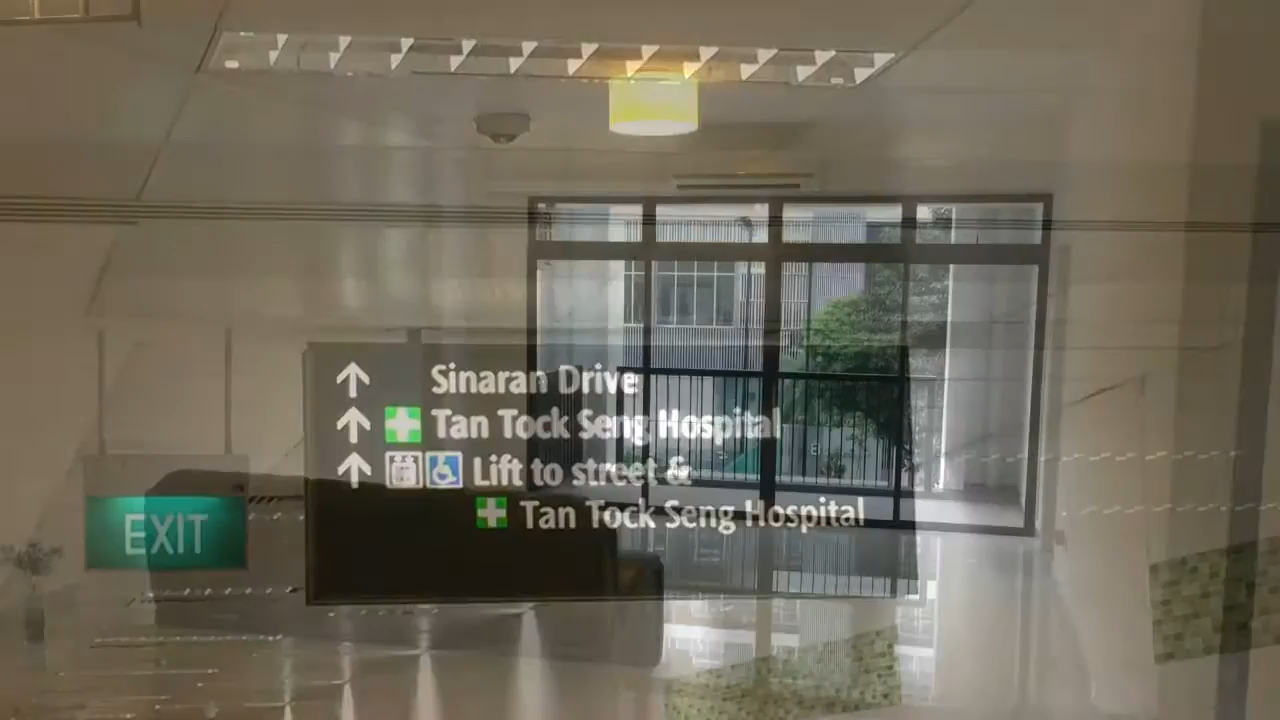 Sinaran Drive
Tan Tock Seng Hospital
Lift to street &
Tan Tock Seng Hospital
EXIT